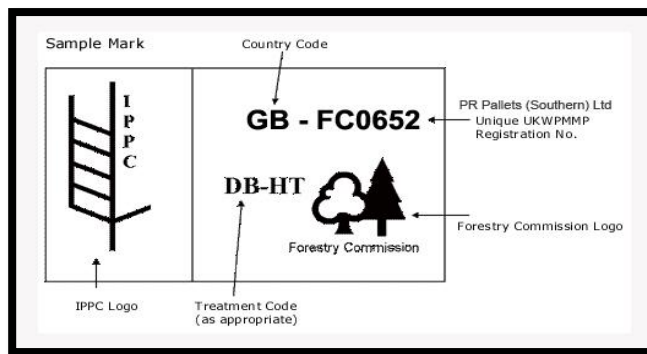 Sample Mark
Country Code
IPPC
GB - FC0652
PR Pallets (Southern) Ltd
Unique UKWPMMP
Registration No.
DB-HT
Forestry Commission
Forestry Commission Logo
IPPC Logo
Treatment Code
(as appropriate)